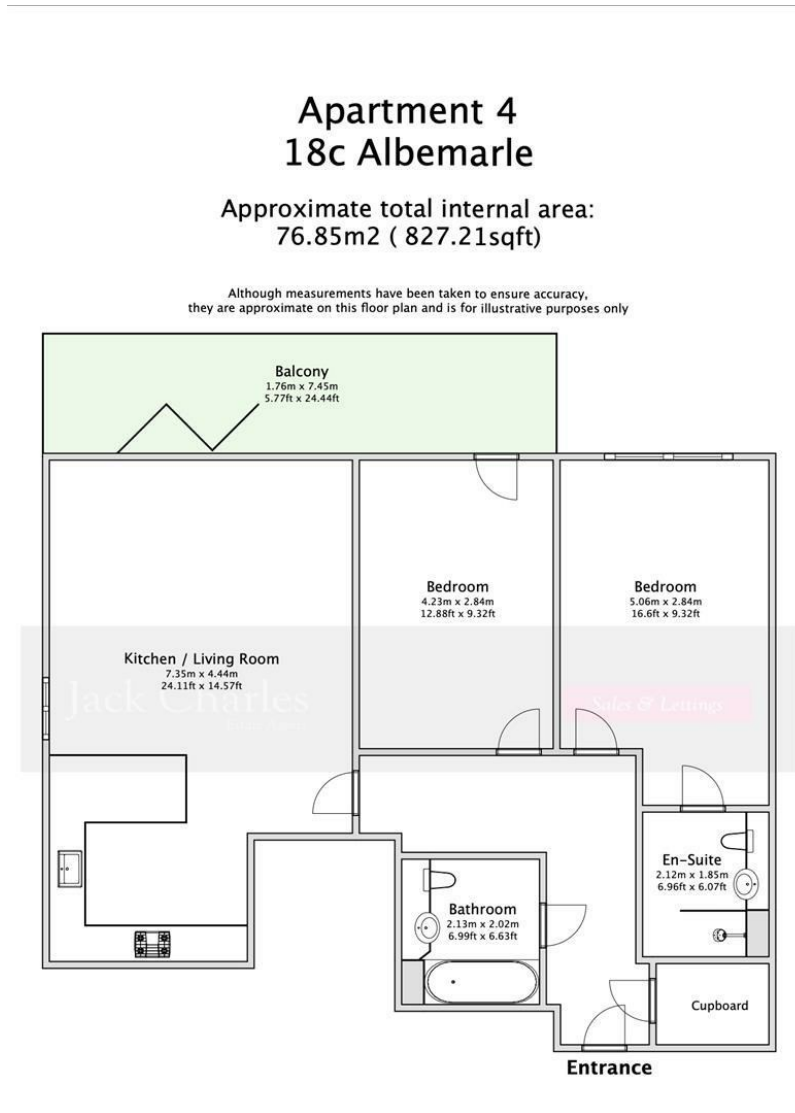 Apartment 4
18c Albemarle
Approximate total internal area:
76.85m2 ( 827.21sqft)
Although measurements have been taken to ensure accuracy,
they are approximate on this floor plan and is for illustrative purposes only
Balcony
1.76m x 7.45m
5.77ft x 24.44ft
Bedroom
4.23m x 2.84m
12.88ft x 9.32ft
Bedroom
5.06m x 2.84m
16.6ft x 9.32ft
Kitchen / Living Room
7.35m x 4.44m
24.11ft x 14.57ft
Jack Charles
Estate Agents
Sales & Lettings
En-Suite
2.12m x 1.85m
6.96ft x 6.07ft
Bathroom
2.13m x 2.02m
6.99ft x 6.63ft
Cupboard
Entrance